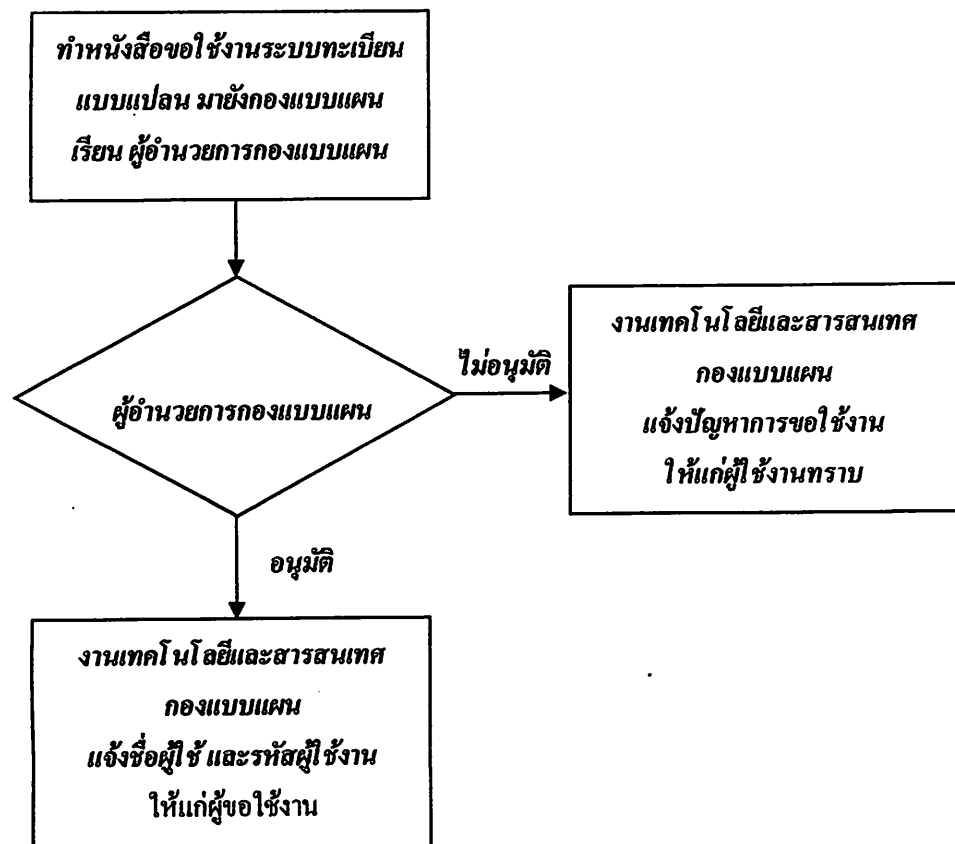 ทำหนังสือขอใช้งานระบบทะเบียน
แบบแปลน มายังกองแบบแผน
เรียน ผู้อำนวยการกองแบบแผน
ผู้อำนวยการกองแบบแผน
ไม่อนุมัติ
งานเทคโนโลยีและสารสนเทศ
กองแบบแผน
แจ้งปัญหาการขอใช้งาน
ให้แก่ผู้ใช้งานทราบ
อนุมัติ
งานเทคโนโลยีและสารสนเทศ
กองแบบแผน
แจ้งชื่อผู้ใช้ และรหัสผู้ใช้งาน
ให้แก่ผู้ขอใช้งาน